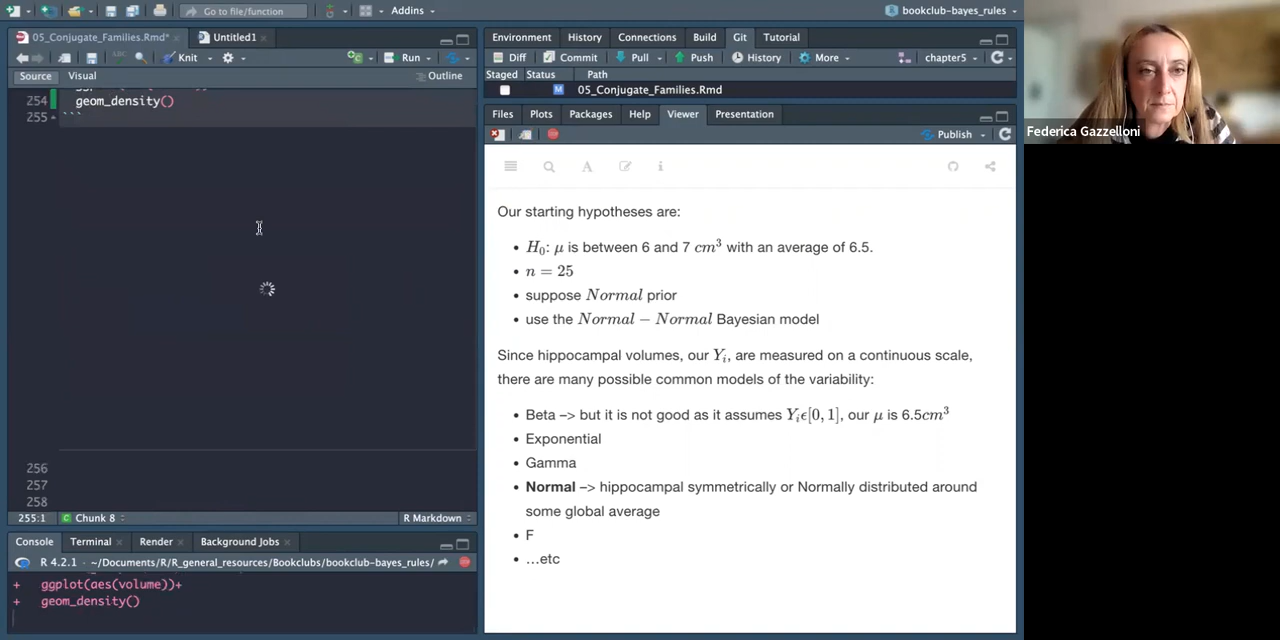 Go to file/function
Addins
bookclub-bayes_rules
05_Conjugate_Families.Rmd*
Untitled1
Knit
Run
Source
Visual
Outline
254
geom_density()
255
```
256
257
258
255:1
Chunk 8
R Markdown
Console
Terminal
Render
Background Jobs
R 4.2.1 · ~/Documents/R/R_general_resources/Bookclubs/bookclub-bayes_rules/
+ ggplot(aes(volume))+
+ geom_density()
Environment
History
Connections
Build
Git
Tutorial
Diff
Commit
Pull
Push
History
More
chapter5
Staged
Status
Path
M
05_Conjugate_Families.Rmd
Files
Plots
Packages
Help
Viewer
Presentation
Publish
Our starting hypotheses are:
• H₀: μ is between 6 and 7 cm³ with an average of 6.5.
• n = 25
• suppose Normal prior
• use the Normal − Normal Bayesian model
Since hippocampal volumes, our Yᵢ, are measured on a continuous scale,
there are many possible common models of the variability:
• Beta –> but it is not good as it assumes Yᵢϵ[0, 1], our μ is 6.5cm³
• Exponential
• Gamma
• Normal –> hippocampal symmetrically or Normally distributed around
some global average
• F
• …etc
Federica Gazzelloni